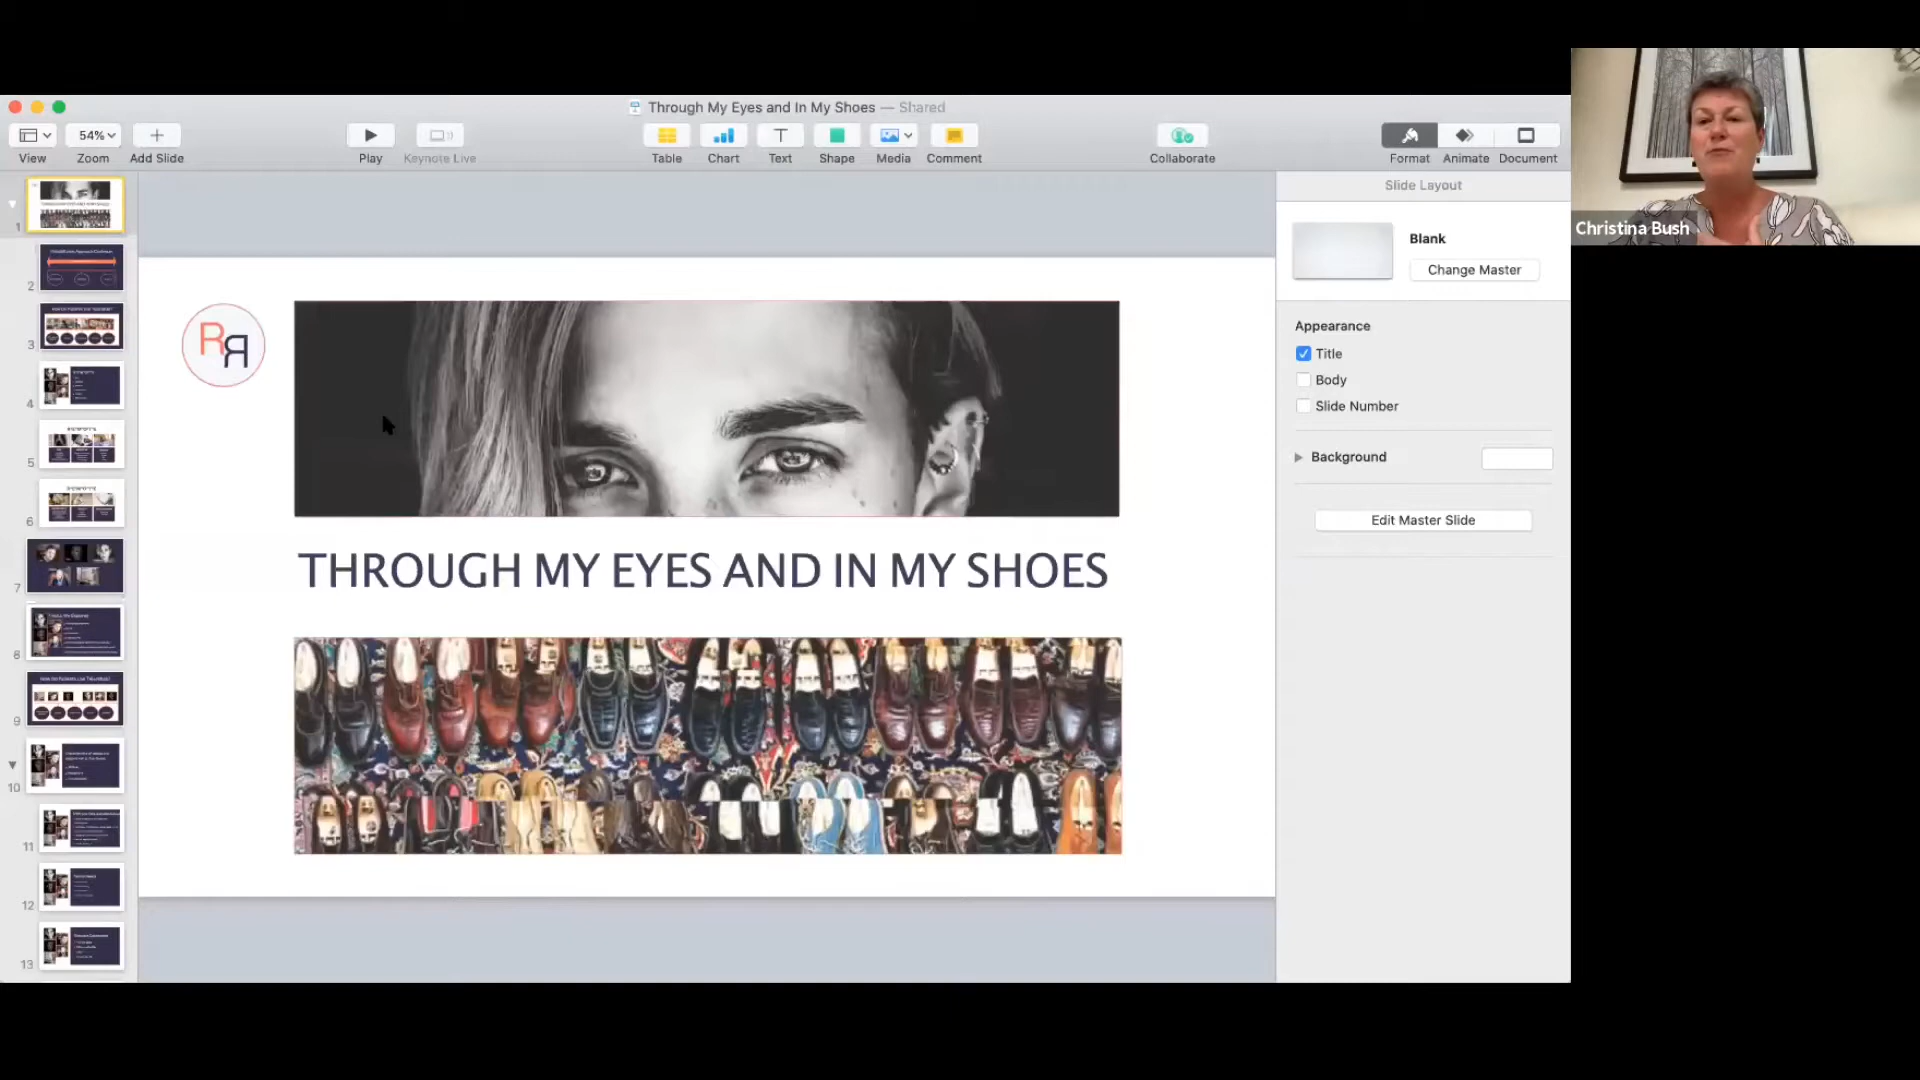 Through My Eyes and In My Shoes — Shared
View
54%
Zoom
Add Slide
Play
Keynote Live
Table
Chart
Text
Shape
Media
Comment
Collaborate
Format
Animate
Document
Slide Layout
Blank
Change Master
Appearance
Title
Body
Slide Number
Background
Edit Master Slide
Christina Bush
RR
THROUGH MY EYES AND IN MY SHOES
1
2
3
4
5
6
7
8
9
10
11
12
13